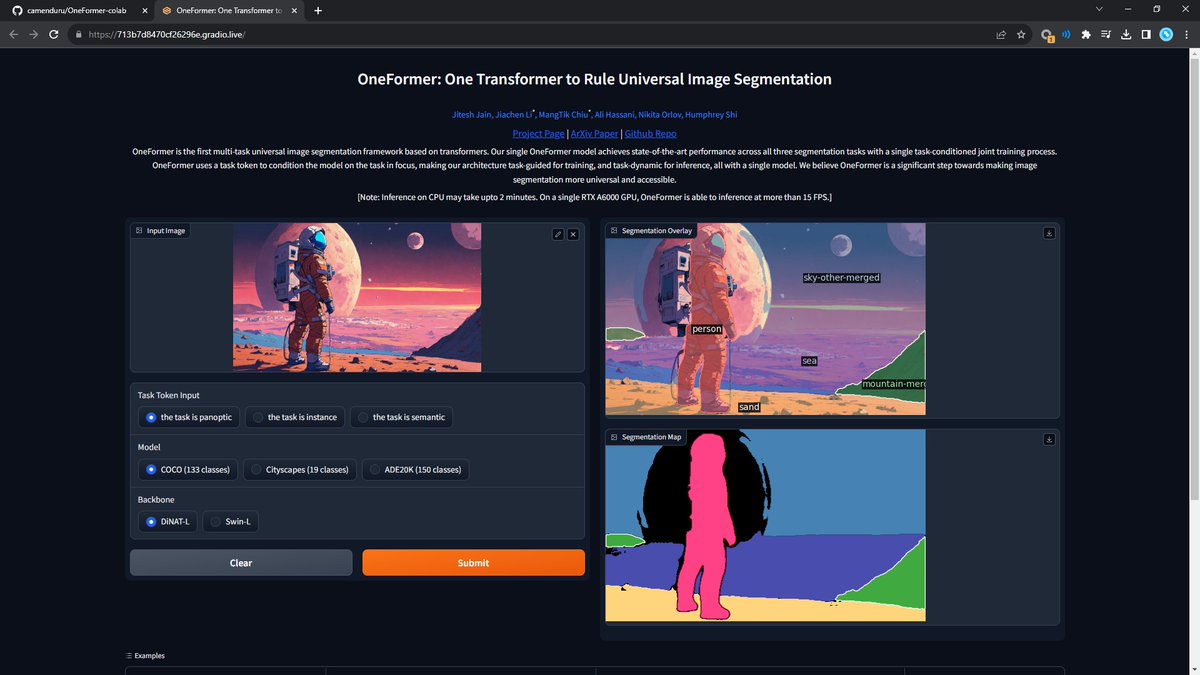 camenduru/OneFormer-colab
OneFormer: One Transformer to
https://713b7d8470cf26296e.gradio.live/
OneFormer: One Transformer to Rule Universal Image Segmentation
Jitesh Jain, Jiachen Li*, MangTik Chiu*, Ali Hassani, Nikita Orlov, Humphrey Shi
Project Page | ArXiv Paper | Github Repo
OneFormer is the first multi-task universal image segmentation framework based on transformers. Our single OneFormer model achieves state-of-the-art performance across all three segmentation tasks with a single task-conditioned joint training process.
OneFormer uses a task token to condition the model on the task in focus, making our architecture task-guided for training, and task-dynamic for inference, all with a single model. We believe OneFormer is a significant step towards making image
segmentation more universal and accessible.
[Note: Inference on CPU may take upto 2 minutes. On a single RTX A6000 GPU, OneFormer is able to inference at more than 15 FPS.]
Input Image
Task Token Input
the task is panoptic
the task is instance
the task is semantic
Model
COCO (133 classes)
Cityscapes (19 classes)
ADE20K (150 classes)
Backbone
DiNAT-L
Swin-L
Clear
Submit
Segmentation Overlay
sky-other-merged
person
sea
mountain-merg
sand
Segmentation Map
Examples